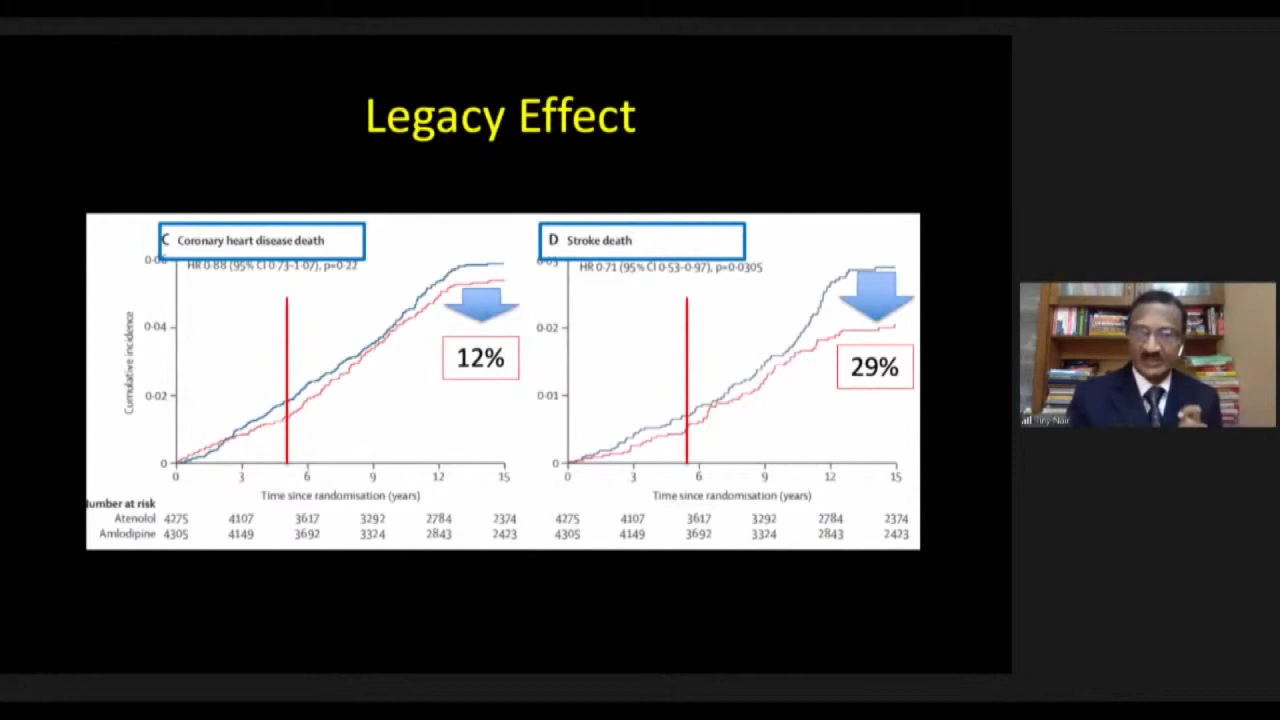 Legacy Effect
C Coronary heart disease death
HR 0·88 (95% CI 0·73–1·07), p=0·22
0·04
0·02
0
Cumulative incidence
12%
0 3 6 9 12 15
Time since randomisation (years)
D Stroke death
0·03
HR 0·71 (95% CI 0·53–0·97), p=0·0305
0·02
0·01
0
29%
0 3 6 9 12 15
Time since randomisation (years)
Number at risk
Atenolol 4275 4107 3617 3292 2784 2374 4275 4107 3617 3292 2784 2374
Amlodipine 4305 4149 3692 3324 2843 2423 4305 4149 3692 3324 2843 2423
Tiny Nair